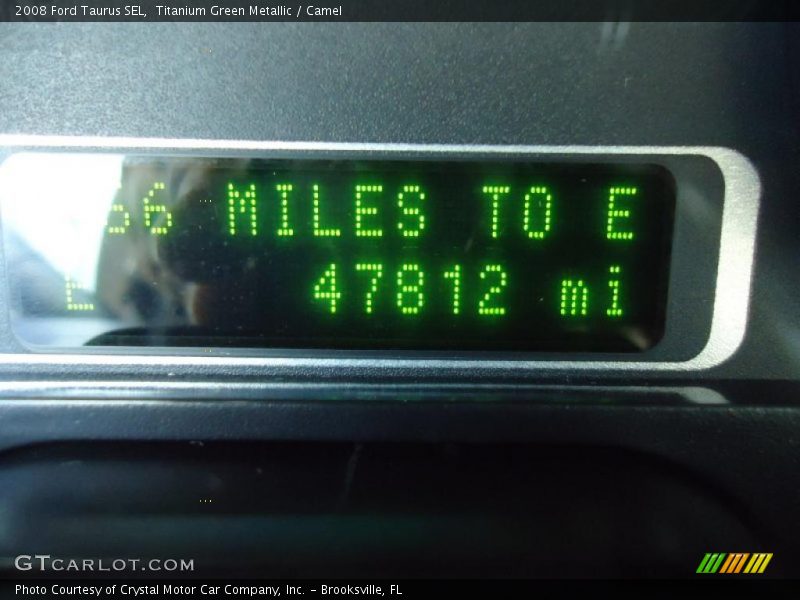 2008 Ford Taurus SEL, Titanium Green Metallic / Camel
66 MILES TO E
E 47812 mi
GTCARLOT.COM
Photo Courtesy of Crystal Motor Car Company, Inc. – Brooksville, FL